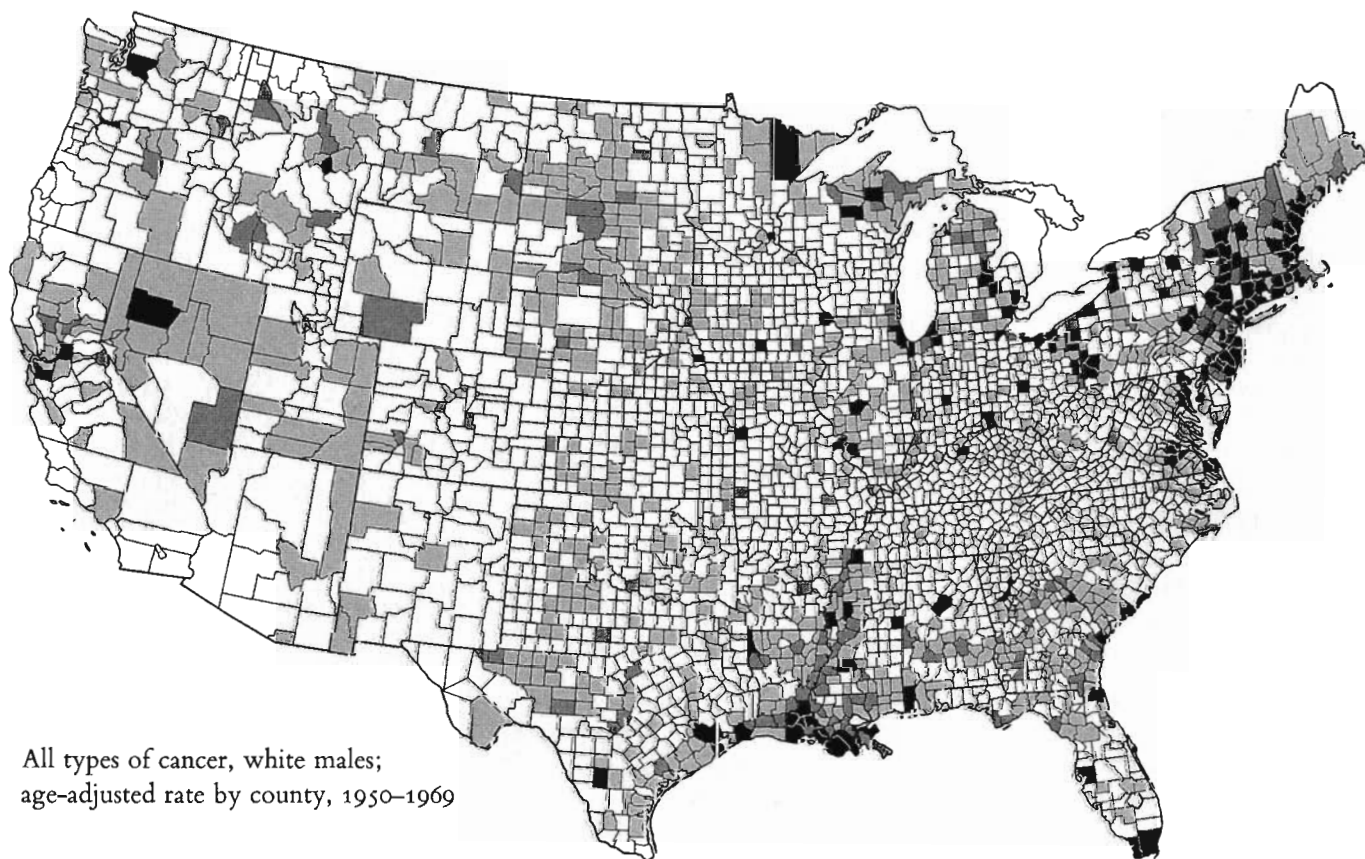 All types of cancer, white males;
age-adjusted rate by county, 1950–1969